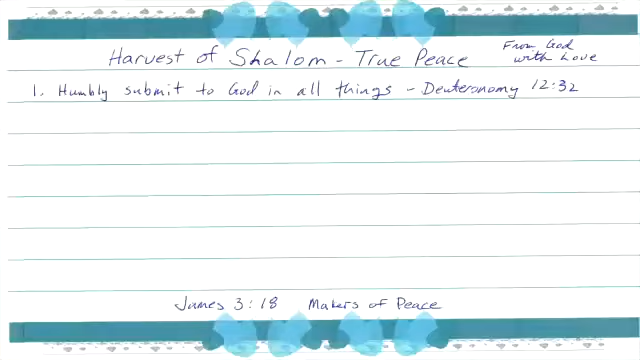 Harvest of Shalom - True Peace
From God
with Love
1. Humbly submit to God in all things - Deuteronomy 12:32
James 3:18 Makers of Peace